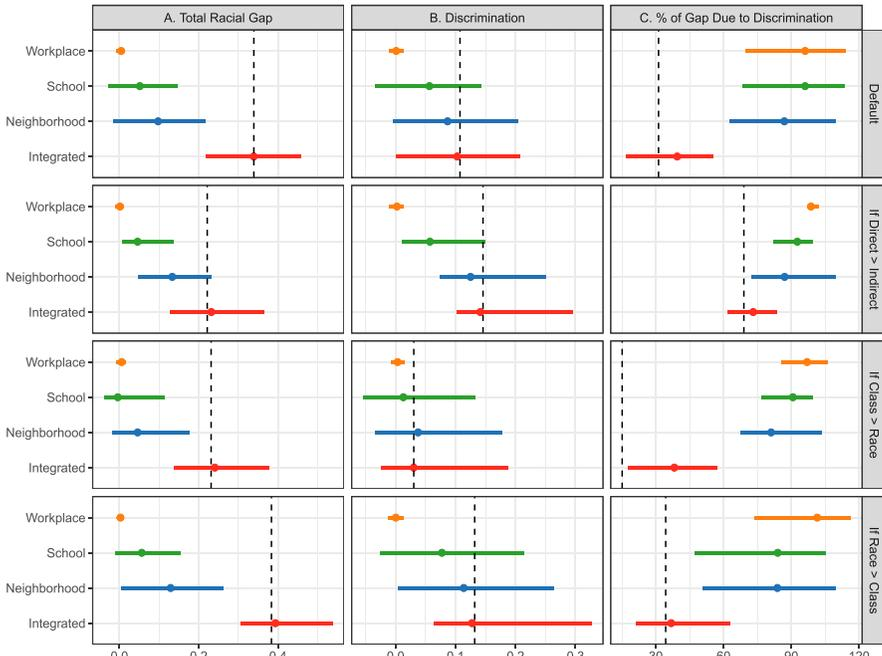 A. Total Racial Gap
B. Discrimination
C. % of Gap Due to Discrimination
Workplace
School
Neighborhood
Integrated
Default
Workplace
School
Neighborhood
Integrated
If Direct > Indirect
Workplace
School
Neighborhood
Integrated
If Class > Race
Workplace
School
Neighborhood
Integrated
If Race > Class
0.0 0.2 0.4 0.0 0.1 0.2 0.3 30 60 90 120